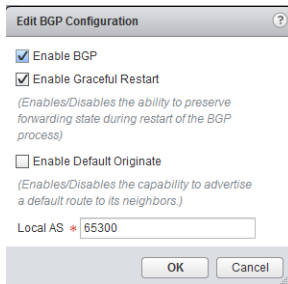 Edit BGP Configuration ?
Enable BGP
Enable Graceful Restart
(Enables/Disables the ability to preserve
forwarding state during restart of the BGP
process)
Enable Default Originate
(Enables/Disables the capability to advertise
a default route to its neighbors.)
Local AS * 65300
OK Cancel